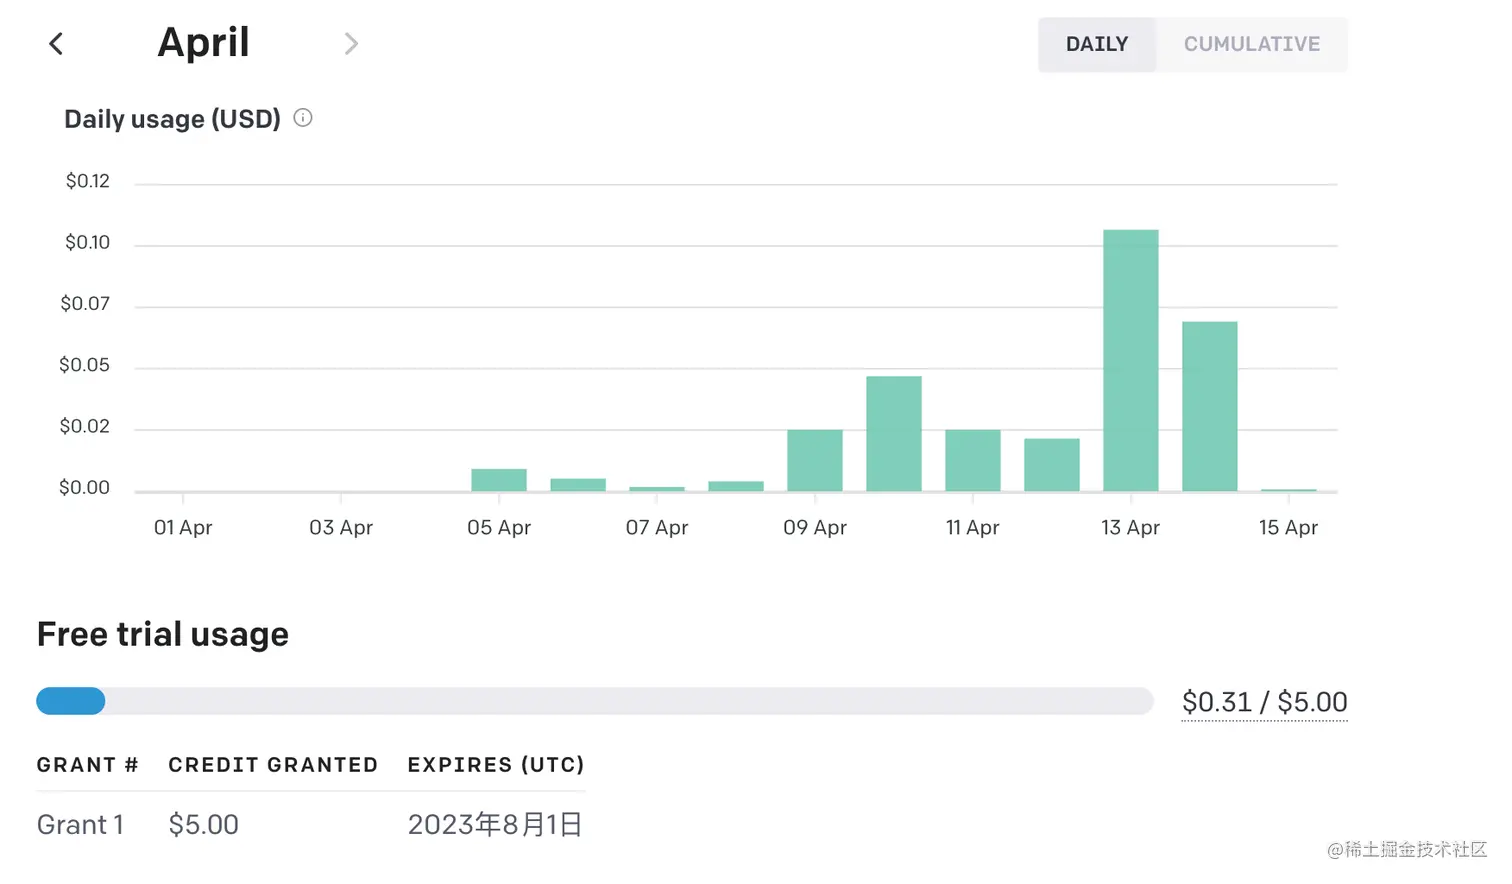 April
DAILY CUMULATIVE
Daily usage (USD)
$0.12
$0.10
$0.07
$0.05
$0.02
$0.00
01 Apr 03 Apr 05 Apr 07 Apr 09 Apr 11 Apr 13 Apr 15 Apr
Free trial usage
$0.31 / $5.00
GRANT # CREDIT GRANTED EXPIRES (UTC)
Grant 1 $5.00 2023年8月1日
@稀土掘金技术社区